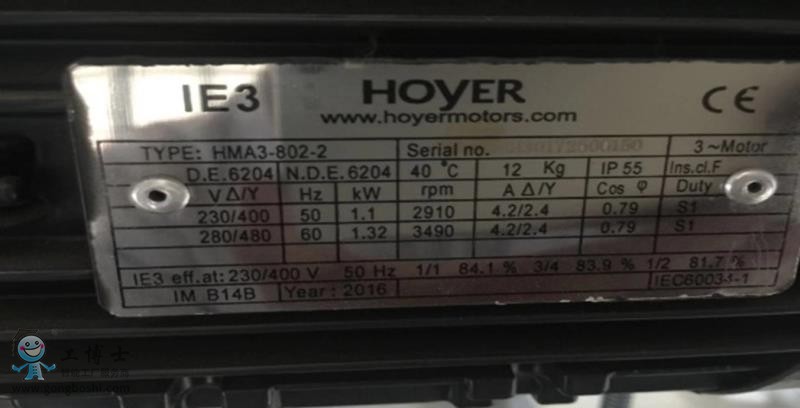 IE3 HOYER CE
www.hoyermotors.com
TYPE: HMA3-802-2 Serial no. 3~Motor
D.E.6204 N.D.E.6204 40 °C 12 Kg IP 55 Ins.cl.F
V Δ/Y Hz kW rpm A Δ/Y Cos φ Duty
230/400 50 1.1 2910 4.2/2.4 0.79 S1
280/480 60 1.32 3490 4.2/2.4 0.79 S1
IE3 eff.at: 230/400 V 50 Hz 1/1 84.1 % 3/4 83.9 % 1/2 81.7 %
IM B14B Year: 2016 IEC60034-1
工博士
www.gongboshi.com